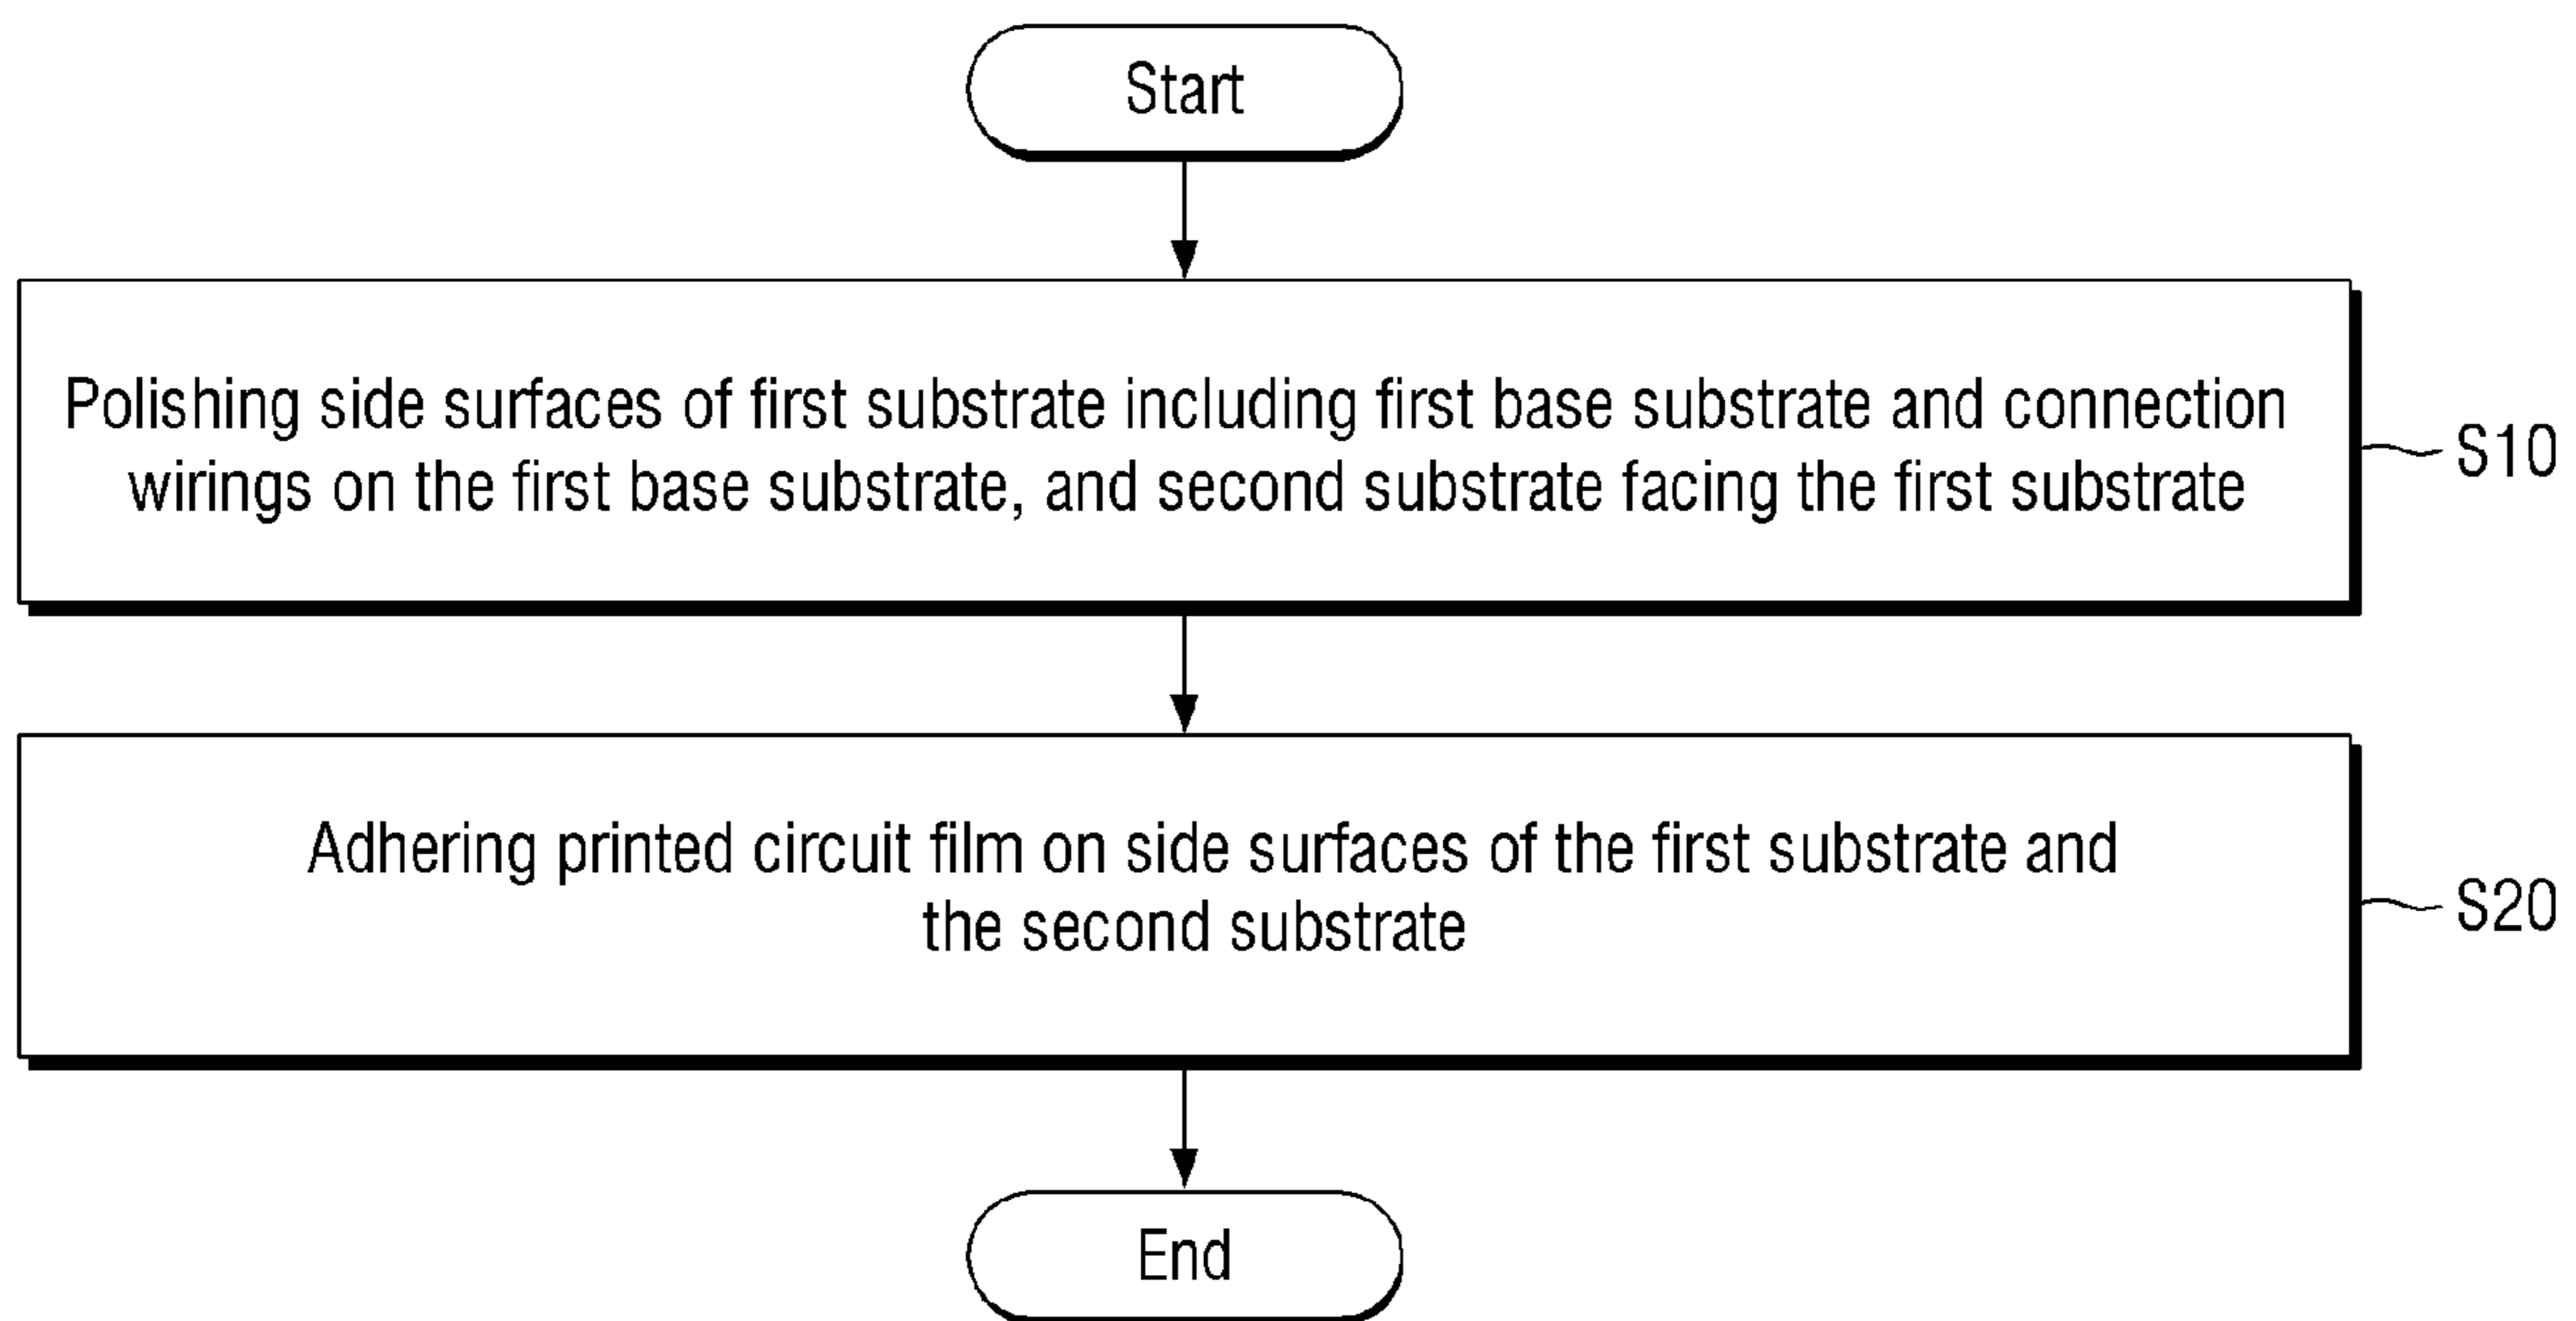 Start
Polishing side surfaces of first substrate including first base substrate and connection
wirings on the first base substrate, and second substrate facing the first substrate
S10
Adhering printed circuit film on side surfaces of the first substrate and
the second substrate
S20
End